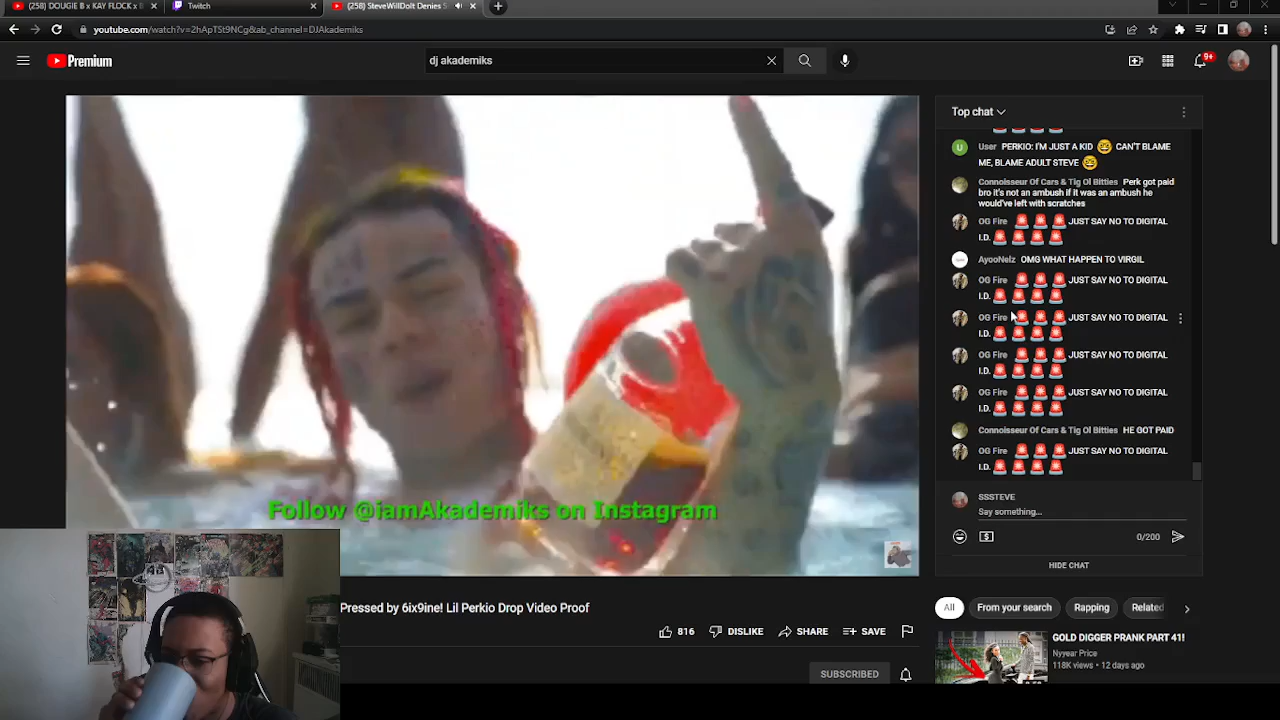 (258) DOUGIE B x KAY FLOCK x B
Twitch
(258) SteveWillDoIt Denies S
youtube.com/watch?v=2hApTSt9NCg&ab_channel=DJAkademiks
Premium
dj akademiks
9+
Top chat
User PERKIO: I'M JUST A KID 😅 CAN'T BLAME
ME, BLAME ADULT STEVE 😅
Connoisseur Of Cars & Tig Ol Bitties Perk got paid
bro it's not an ambush if it was an ambush he
would've left with scratches
OG Fire 🚨🚨🚨JUST SAY NO TO DIGITAL
I.D.🚨🚨🚨🚨
AyooNelz OMG WHAT HAPPEN TO VIRGIL
OG Fire 🚨🚨🚨JUST SAY NO TO DIGITAL
I.D.🚨🚨🚨🚨
OG Fire 🚨🚨🚨JUST SAY NO TO DIGITAL
I.D.🚨🚨🚨🚨
OG Fire 🚨🚨🚨JUST SAY NO TO DIGITAL
I.D.🚨🚨🚨🚨
OG Fire 🚨🚨🚨JUST SAY NO TO DIGITAL
I.D.🚨🚨🚨🚨
Connoisseur Of Cars & Tig Ol Bitties HE GOT PAID
OG Fire 🚨🚨🚨JUST SAY NO TO DIGITAL
I.D.🚨🚨🚨🚨
SSSTEVE
Say something...
0/200
HIDE CHAT
Follow @iamAkademiks on Instagram
Pressed by 6ix9ine! Lil Perkio Drop Video Proof
816 DISLIKE SHARE SAVE
SUBSCRIBED
All From your search Rapping Related
GOLD DIGGER PRANK PART 41!
Nyyear Price
118K views • 12 days ago